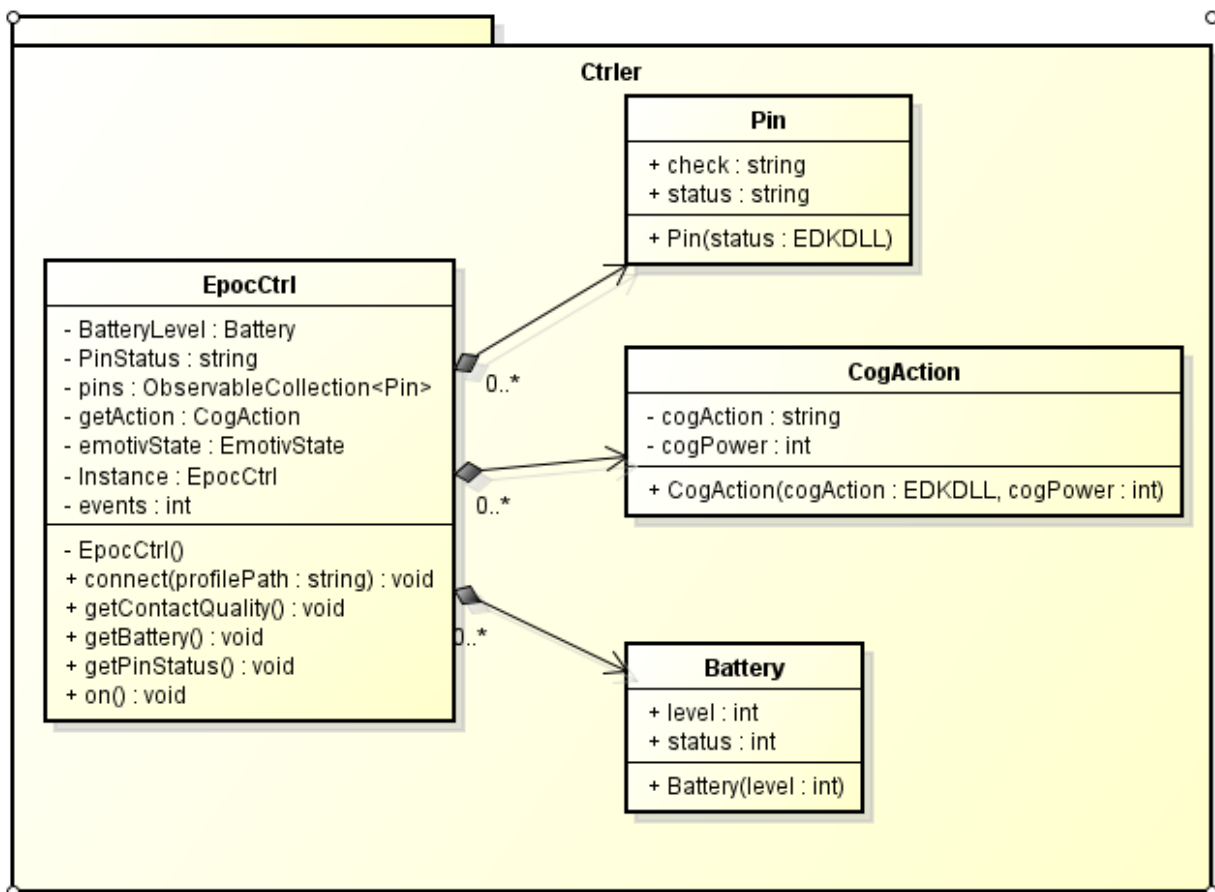 Ctrler
Pin
+ check : string
+ status : string
+ Pin(status : EDKDLL)
EpocCtrl
- BatteryLevel : Battery
- PinStatus : string
- pins : ObservableCollection<Pin>
- getAction : CogAction
- emotivState : EmotivState
- Instance : EpocCtrl
- events : int
- EpocCtrl()
+ connect(profilePath : string) : void
+ getContactQuality() : void
+ getBattery() : void
+ getPinStatus() : void
+ on() : void
0..*
0..*
0..*
CogAction
- cogAction : string
- cogPower : int
+ CogAction(cogAction : EDKDLL, cogPower : int)
Battery
+ level : int
+ status : int
+ Battery(level : int)